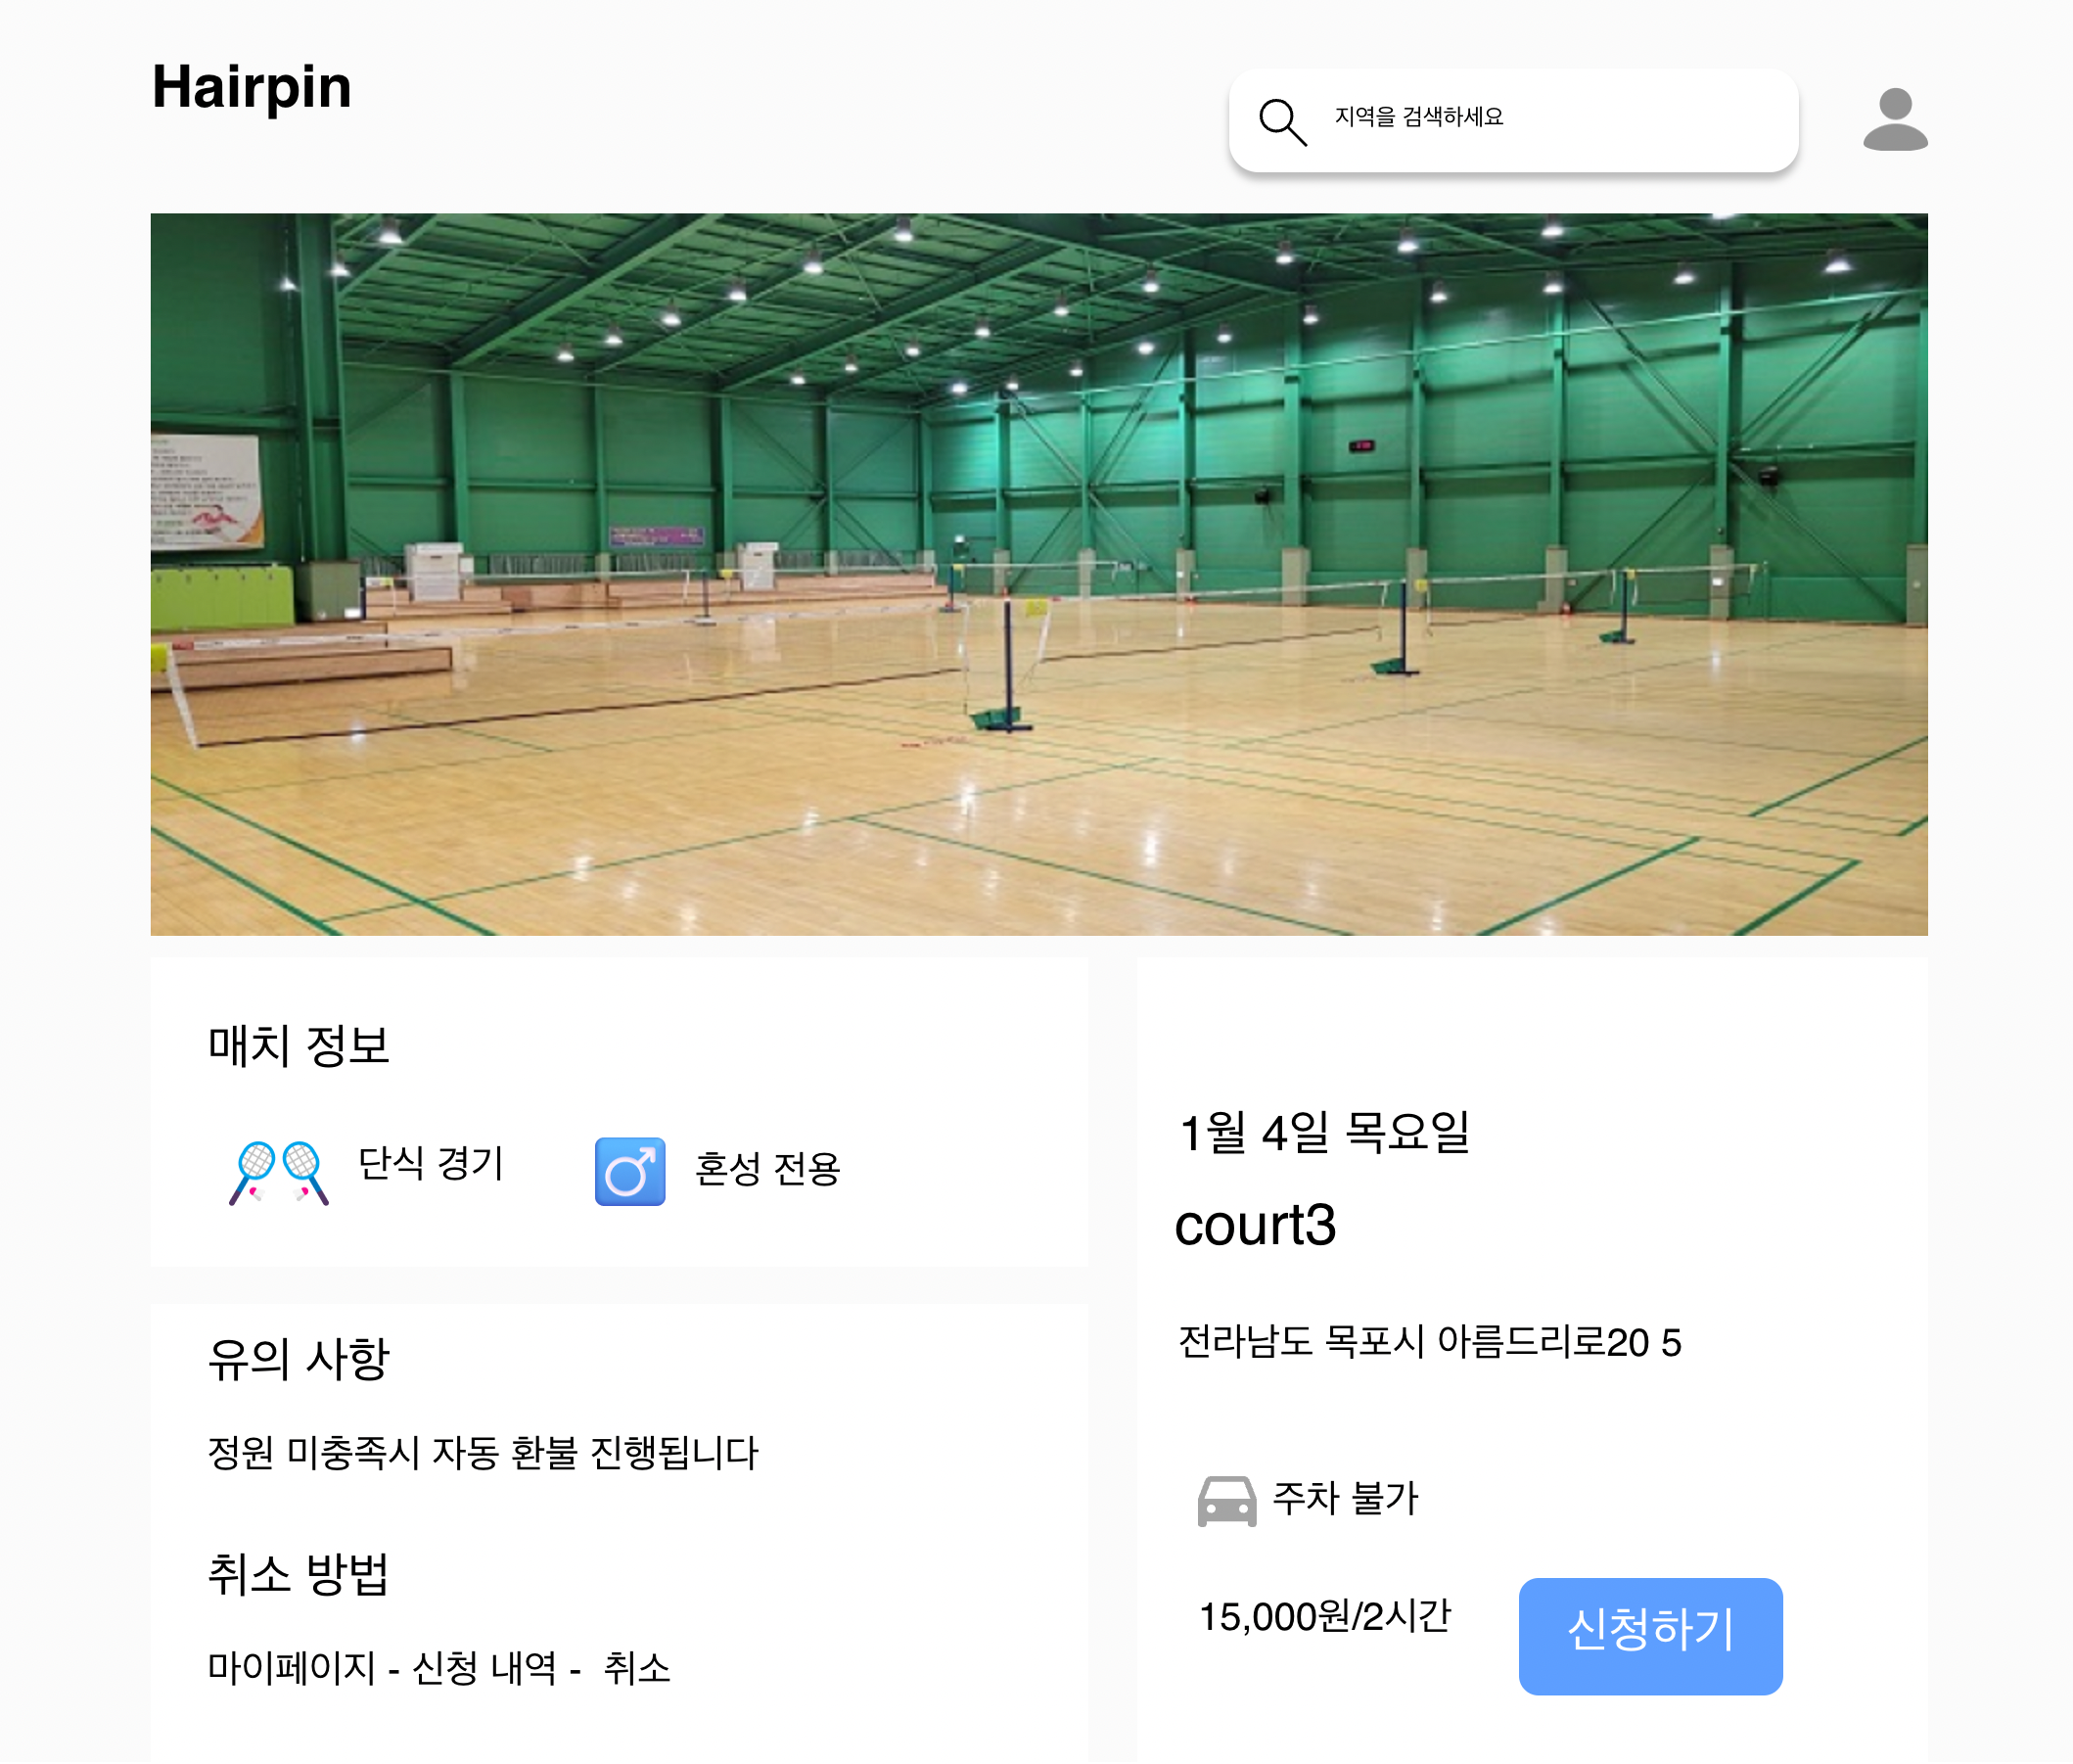 Hairpin
지역을 검색하세요
매치 정보
단식 경기
혼성 전용
유의 사항
정원 미충족시 자동 환불 진행됩니다
취소 방법
마이페이지 - 신청 내역 -  취소
1월 4일 목요일
court3
전라남도 목포시 아름드리로20 5
주차 불가
15,000원/2시간
신청하기